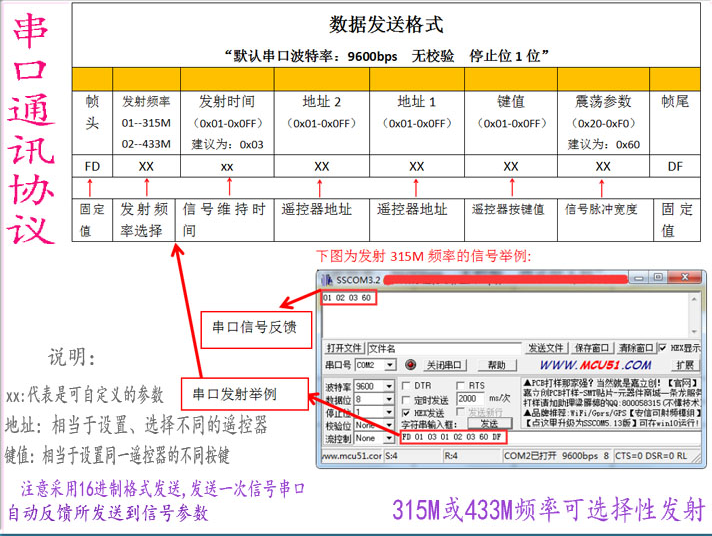 串口通讯协议
数据发送格式
“默认串口波特率：9600bps 无校验 停止位1位”
帧头 发射频率 01--315M 02--433M 发射时间 （0x01-0x0FF） 建议为：0x03 地址2 （0x01-0x0FF） 地址1 （0x01-0x0FF） 键值 （0x01-0x0FF） 震荡参数 （0x20-0xF0） 建议为：0x60 帧尾
FD XX xx XX XX XX XX DF
固定值 发射频率选择 信号维持时间 遥控器地址 遥控器地址 遥控器按键值 信号脉冲宽度 固定值
下图为发射 315M 频率的信号举例:
SSCOM3.2
01 02 03 60
串口信号反馈
打开文件 文件名 发送文件 保存窗口 清除窗口 HEX显示
串口号 COM2 关闭串口 帮助 WWW.MCU51.COM 扩展
波特率 9600 DTR RTS
数据位 8 定时发送 2000 ms/次
停止位 1 HEX发送 发送新行
校验位 None 字符串输入框: 发送
流控制 None FD 01 03 01 02 03 60 DF
▲PCB打样那家强？当然就是嘉立创！【官网】
嘉立创PCB打样-SMT贴片-元器件商城一条龙服务
▲品牌推荐:WiFi/Gprs/GPS【安信可射频模组】
【点这里升级为SSCOM5.13版】可在win10运行!
www.mcu51.cor S:4 R:4 COM2已打开 9600bps 8 CTS=0 DSR=0 RL
串口发射举例
说明：
xx:代表是可自定义的参数
地址：相当于设置、选择不同的遥控器
键值：相当于设置同一遥控器的不同按键
注意采用16进制格式发送,发送一次信号串口
自动反馈所发送到信号参数
315M或433M频率可选择性发射